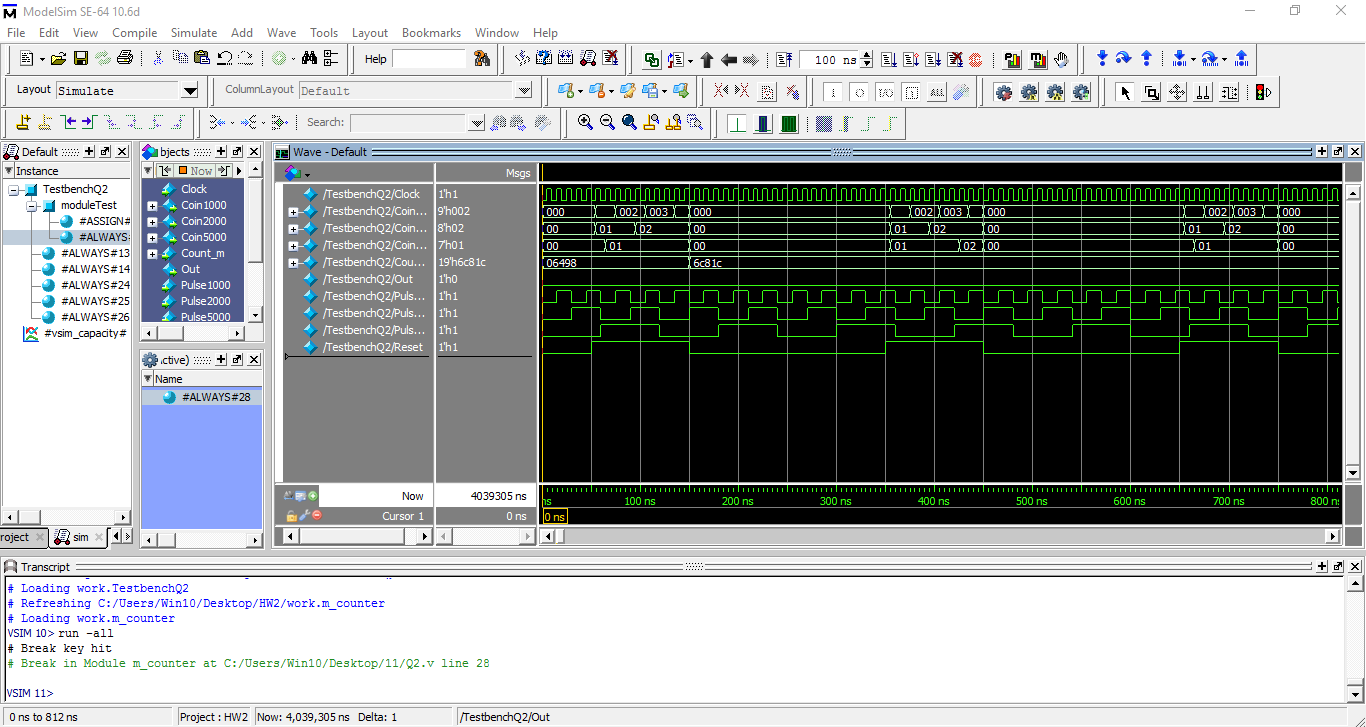 ModelSim SE-64 10.6d
File Edit View Compile Simulate Add Wave Tools Layout Bookmarks Window Help
Help
100 ns
Layout Simulate
ColumnLayout Default
ALL
Search:
Default
Instance
TestbenchQ2
moduleTest
#ASSIGN#
#ALWAYS
#ALWAYS#13
#ALWAYS#14
#ALWAYS#24
#ALWAYS#25
#ALWAYS#26
#vsim_capacity#
roject
sim
bjects
Now
Clock
Coin1000
Coin2000
Coin5000
Count_m
Out
Pulse1000
Pulse2000
Pulse5000
ctive)
Name
#ALWAYS#28
Wave - Default
Msgs
/TestbenchQ2/Clock 1'h1
/TestbenchQ2/Coin... 9'h002 000 002 003 000 002 003 000 002 003 000
/TestbenchQ2/Coin... 8'h02 00 01 02 00 01 02 00 01 02 00
/TestbenchQ2/Coin... 7'h01 00 01 00 01 02 00 01 00
/TestbenchQ2/Cou... 19'h6c81c 06498 6c81c
/TestbenchQ2/Out 1'h0
/TestbenchQ2/Puls... 1'h1
/TestbenchQ2/Puls... 1'h1
/TestbenchQ2/Puls... 1'h1
/TestbenchQ2/Reset 1'h1
Now 4039305 ns ns 100 ns 200 ns 300 ns 400 ns 500 ns 600 ns 700 ns 800 n
Cursor 1 0 ns 0 ns
Transcript
# Loading work.TestbenchQ2
# Refreshing C:/Users/Win10/Desktop/HW2/work.m_counter
# Loading work.m_counter
VSIM 10> run -all
# Break key hit
# Break in Module m_counter at C:/Users/Win10/Desktop/11/Q2.v line 28
VSIM 11>
0 ns to 812 ns Project : HW2 Now: 4,039,305 ns Delta: 1 /TestbenchQ2/Out